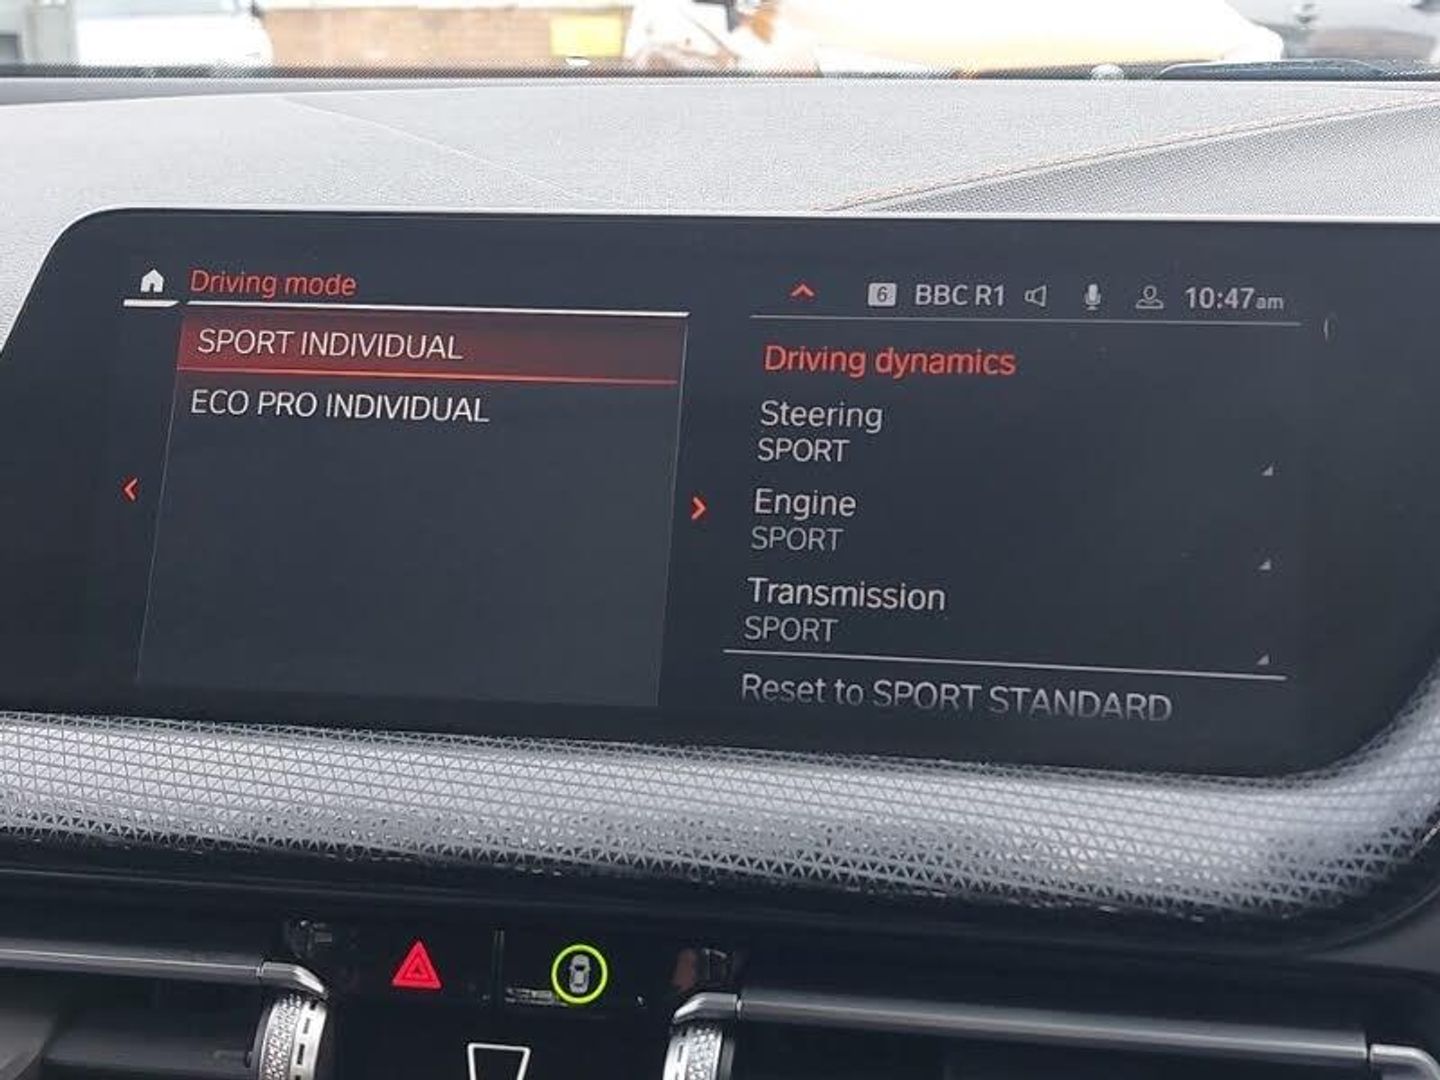 Driving mode
6 BBC R1 10:47am
SPORT INDIVIDUAL
ECO PRO INDIVIDUAL
Driving dynamics
Steering
SPORT
Engine
SPORT
Transmission
SPORT
Reset to SPORT STANDARD